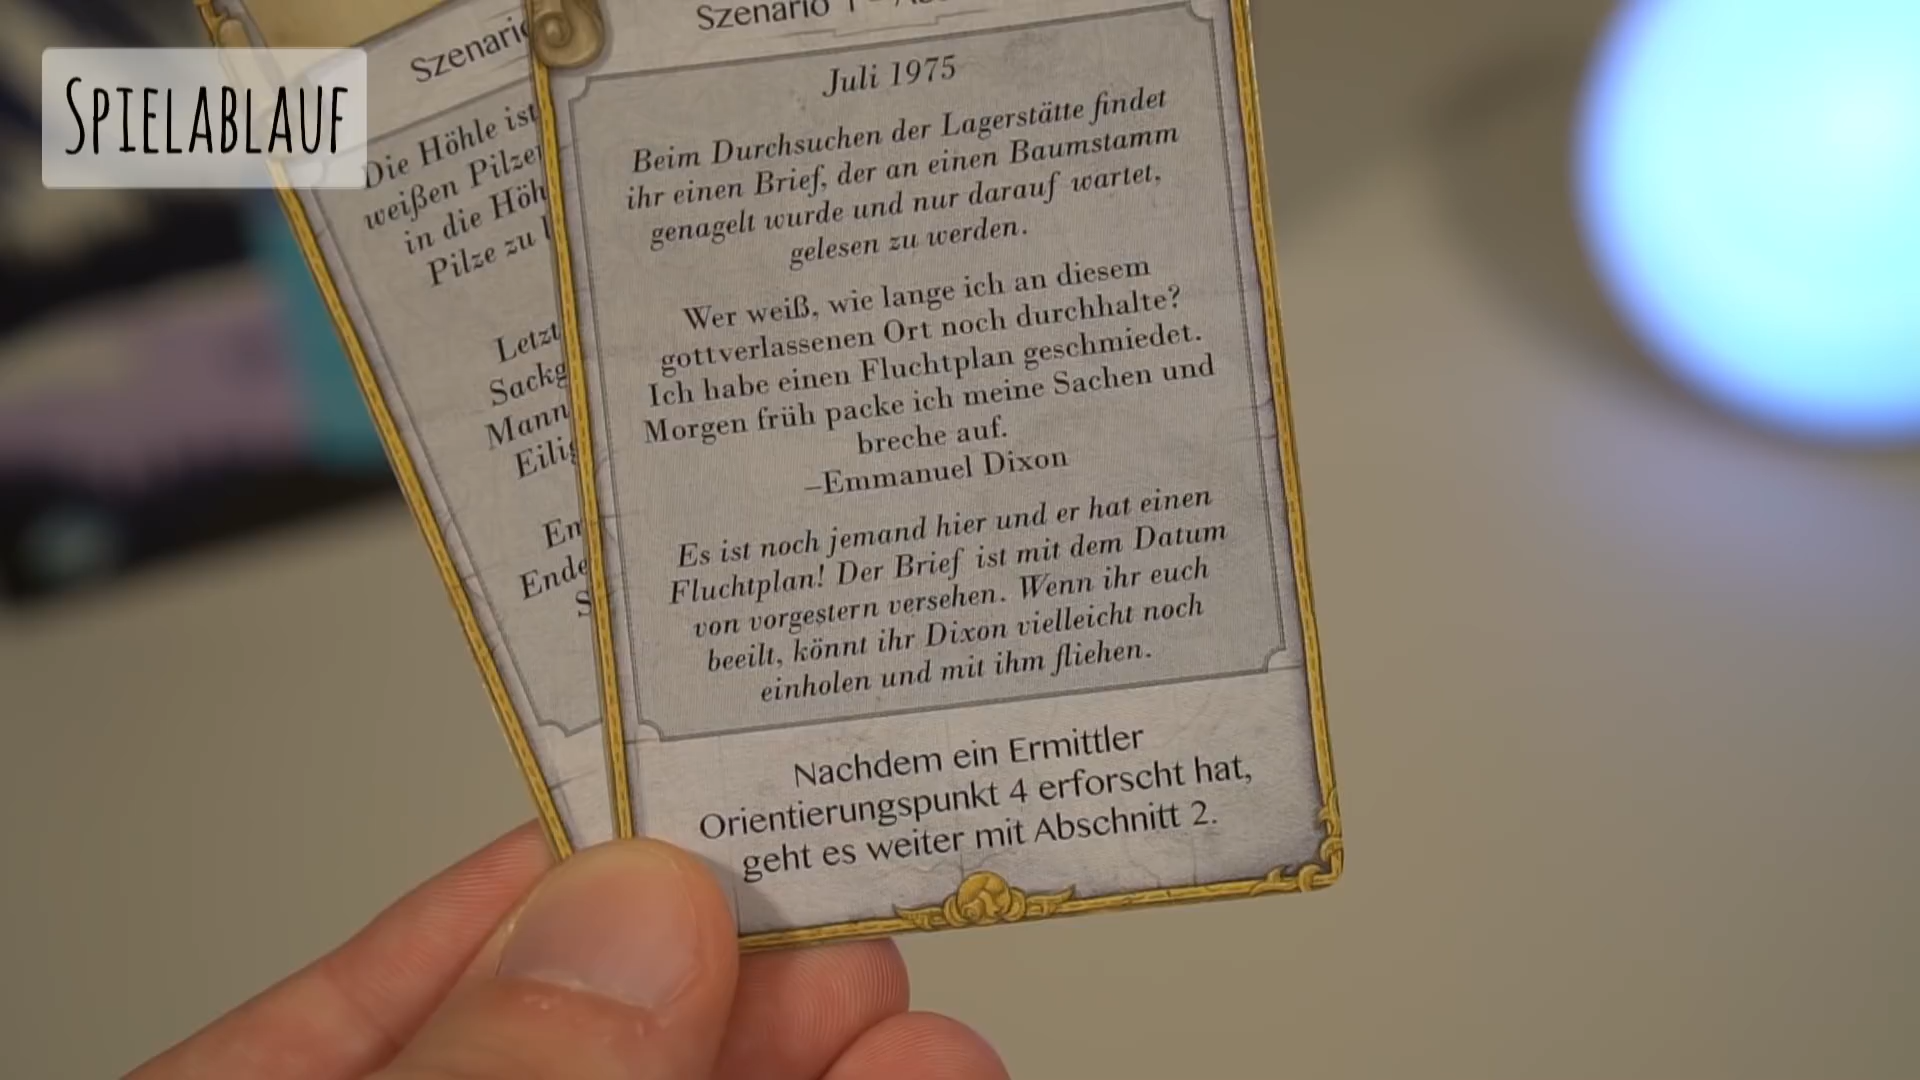 SPIELABLAUF
Szenario 1
Juli 1975
Beim Durchsuchen der Lagerstätte findet
ihr einen Brief, der an einen Baumstamm
genagelt wurde und nur darauf wartet,
gelesen zu werden.
Wer weiß, wie lange ich an diesem
gottverlassenen Ort noch durchhalte?
Ich habe einen Fluchtplan geschmiedet.
Morgen früh packe ich meine Sachen und
breche auf.
–Emmanuel Dixon
Es ist noch jemand hier und er hat einen
Fluchtplan! Der Brief ist mit dem Datum
von vorgestern versehen. Wenn ihr euch
beeilt, könnt ihr Dixon vielleicht noch
einholen und mit ihm fliehen.
Nachdem ein Ermittler
Orientierungspunkt 4 erforscht hat,
geht es weiter mit Abschnitt 2.
Die Höhle ist
weißen
in die
Pilze zu